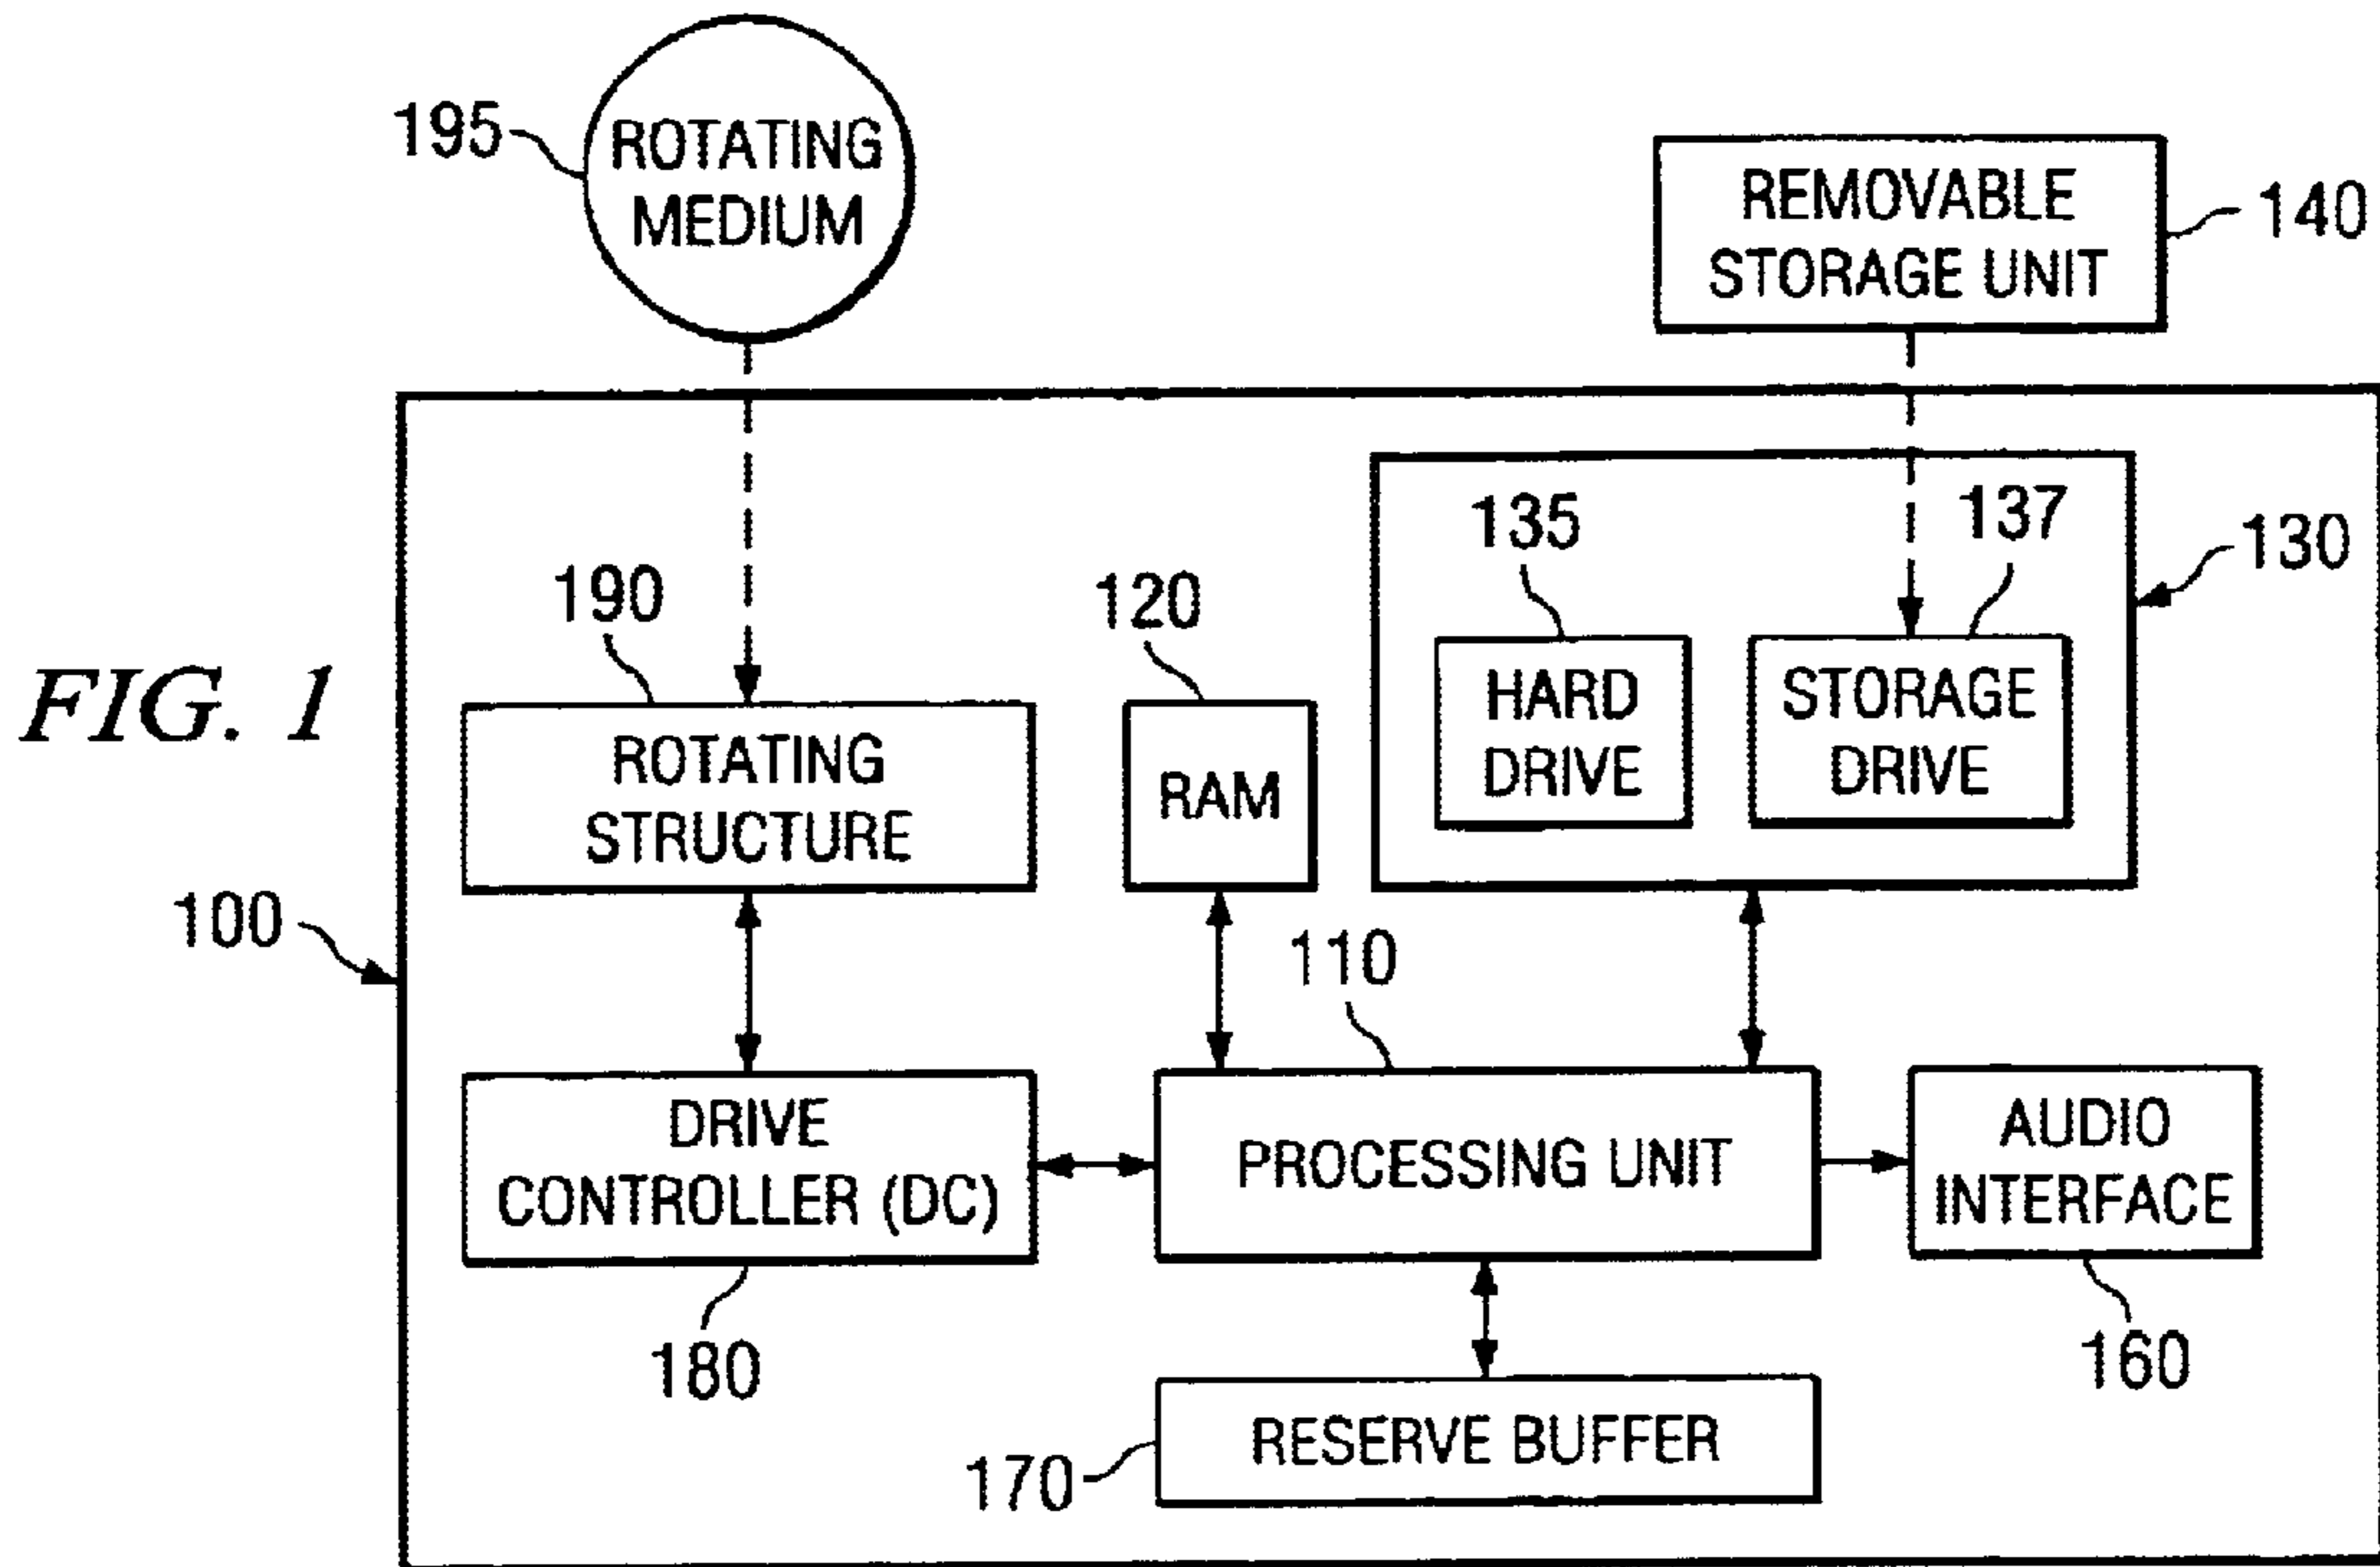 195
ROTATING
MEDIUM
REMOVABLE
STORAGE UNIT
140
135
137
130
190
120
HARD
DRIVE
STORAGE
DRIVE
FIG. 1
ROTATING
STRUCTURE
RAM
100
110
DRIVE
CONTROLLER (DC)
PROCESSING UNIT
AUDIO
INTERFACE
180
160
RESERVE BUFFER
170